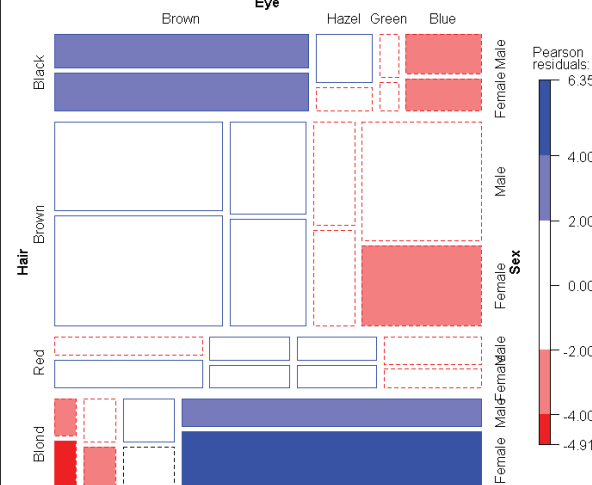 Eye
Brown Hazel Green Blue
Pearson
residuals:
Hair
Black
Brown
Red
Blond
Male
Female
Male
Female
Male
Female
Male
Female
Sex
6.35
4.00
2.00
0.00
-2.00
-4.00
-4.91